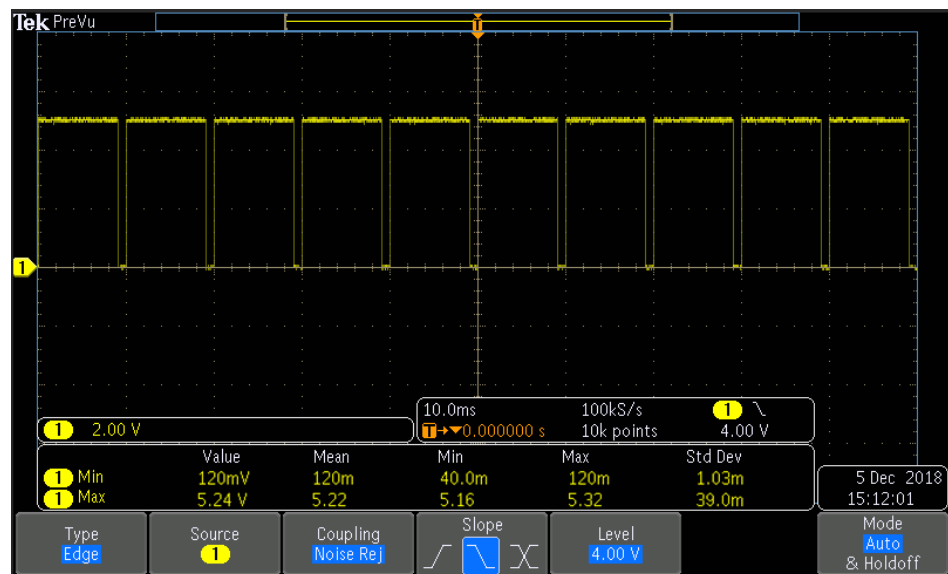 Tek PreVu
T
1
10.0ms 100kS/s 1
1 2.00 V T→▼0.000000 s 10k points 4.00 V
Value Mean Min Max Std Dev
1 Min 120mV 120m 40.0m 120m 1.03m
1 Max 5.24 V 5.22 5.16 5.32 39.0m
5 Dec 2018
15:12:01
Type
Edge
Source
1
Coupling
Noise Rej
Slope
Level
4.00 V
Mode
Auto
& Holdoff